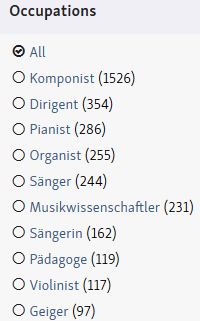 Occupations
All
Komponist (1526)
Dirigent (354)
Pianist (286)
Organist (255)
Sänger (244)
Musikwissenschaftler (231)
Sängerin (162)
Pädagoge (119)
Violinist (117)
Geiger (97)